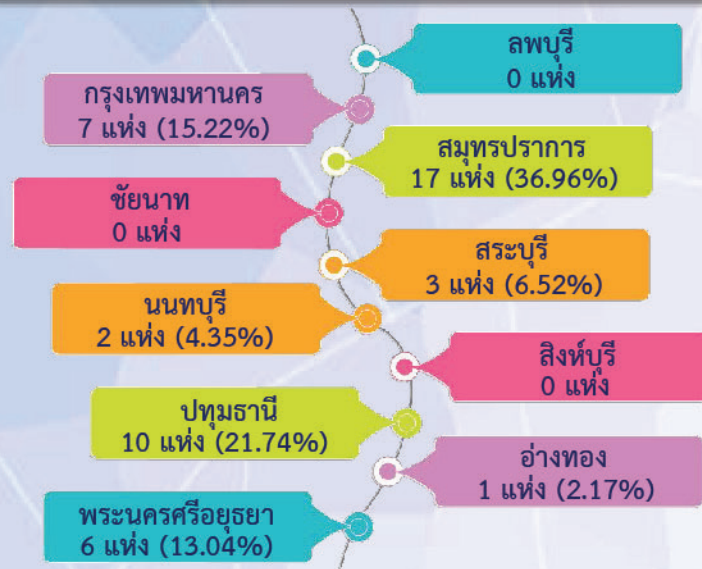 ลพบุรี
0 แห่ง
กรุงเทพมหานคร
7 แห่ง (15.22%)
สมุทรปราการ
17 แห่ง (36.96%)
ชัยนาท
0 แห่ง
สระบุรี
3 แห่ง (6.52%)
นนทบุรี
2 แห่ง (4.35%)
สิงห์บุรี
0 แห่ง
ปทุมธานี
10 แห่ง (21.74%)
อ่างทอง
1 แห่ง (2.17%)
พระนครศรีอยุธยา
6 แห่ง (13.04%)